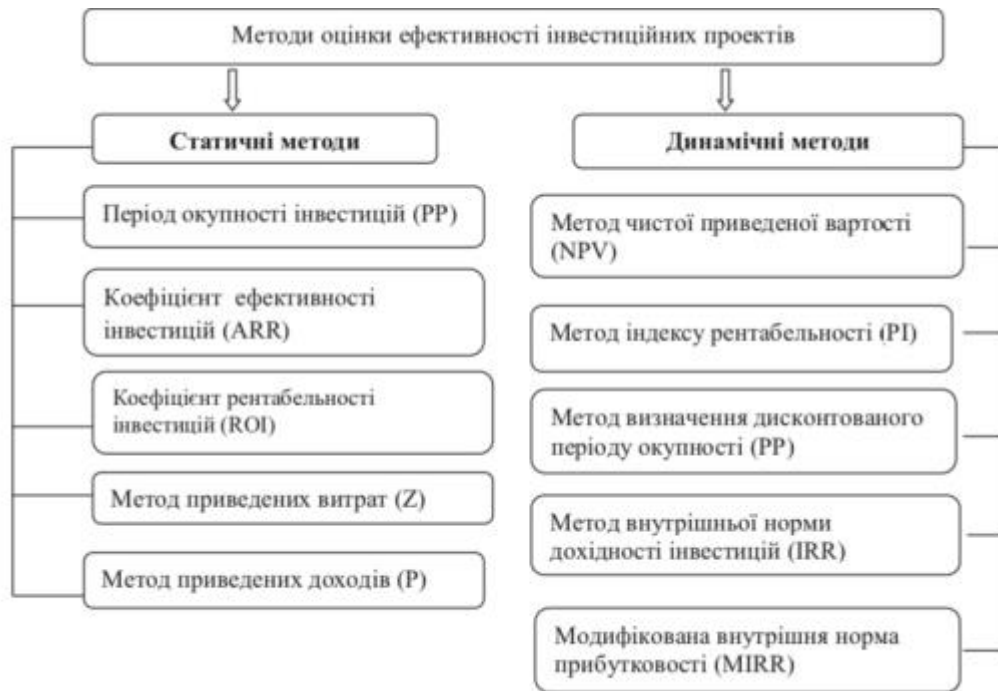 Методи оцінки ефективності інвестиційних проектів
Статичні методи
Період окупності інвестицій (PP)
Коефіцієнт ефективності
інвестицій (ARR)
Коефіцієнт рентабельності
інвестицій (ROI)
Метод приведених витрат (Z)
Метод приведених доходів (P)
Динамічні методи
Метод чистої приведеної вартості
(NPV)
Метод індексу рентабельності (PI)
Метод визначення дисконтованого
періоду окупності (PP)
Метод внутрішньої норми
дохідності інвестицій (IRR)
Модифікована внутрішня норма
прибутковості (MIRR)